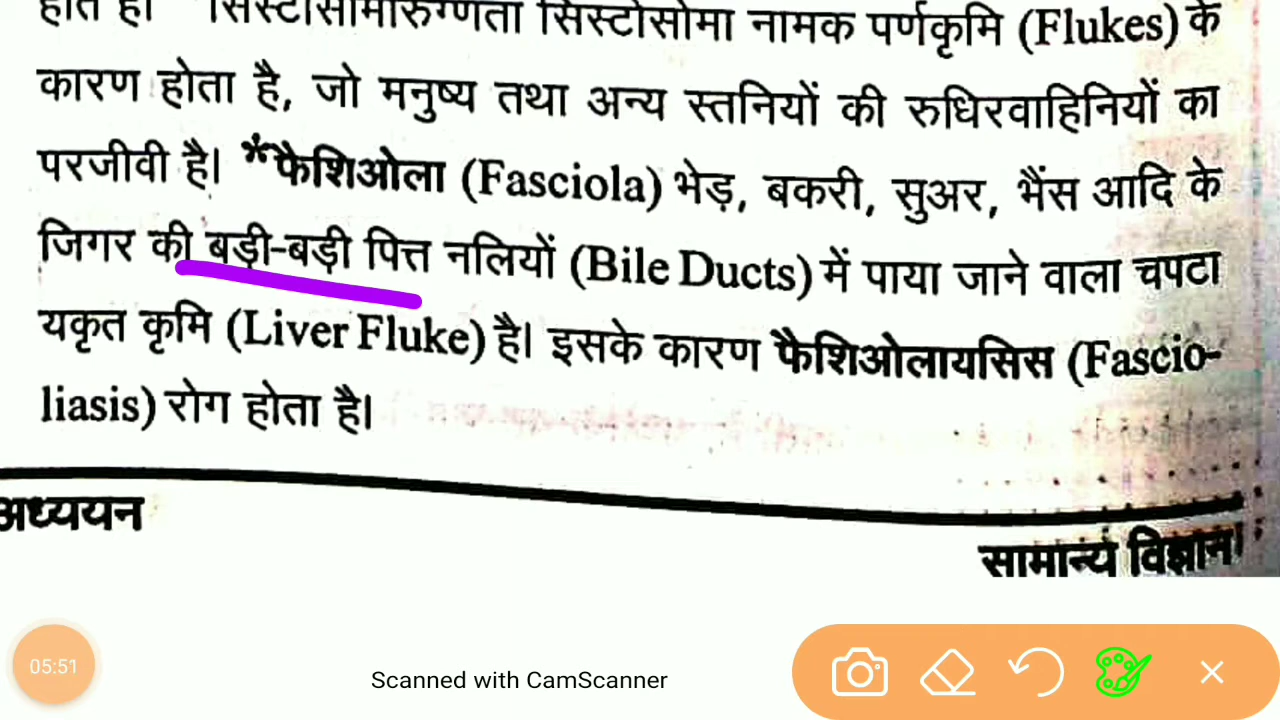 होते हैं। *सिस्टोसोमारुग्णता सिस्टोसोमा नामक पर्णकृमि (Flukes) के
कारण होता है, जो मनुष्य तथा अन्य स्तनियों की रुधिरवाहिनियों का
परजीवी है। *फैशिओला (Fasciola) भेड़, बकरी, सुअर, भैंस आदि के
जिगर की बड़ी-बड़ी पित्त नलियों (Bile Ducts) में पाया जाने वाला चपटा
यकृत कृमि (Liver Fluke) है। इसके कारण फैशिओलायसिस (Fascio-
liasis) रोग होता है।
अध्ययन
सामान्य विज्ञान
05:51
Scanned with CamScanner